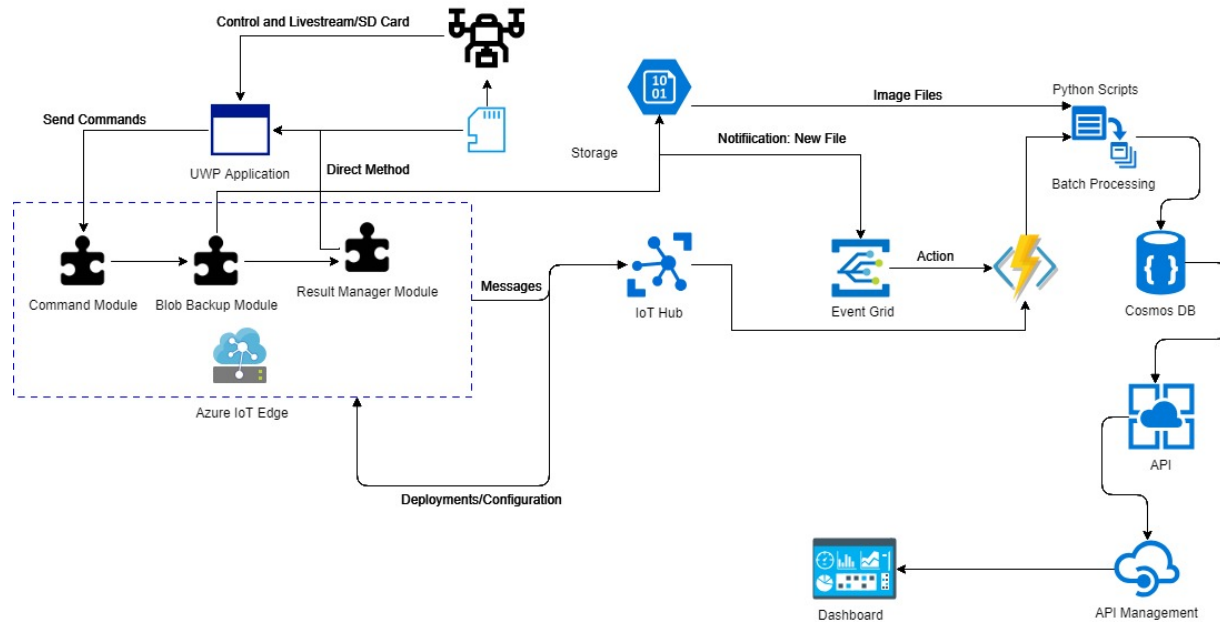 Control and Livestream/SD Card
10
01
Image Files
Python Scripts
Send Commands
Notifiication: New File
Storage
UWP Application
Direct Method
Batch Processing
Action
{ }
Command Module
Blob Backup Module
Result Manager Module
Messages
IoT Hub
Event Grid
Cosmos DB
Azure IoT Edge
API
Deployments/Configuration
Dashboard
API Management